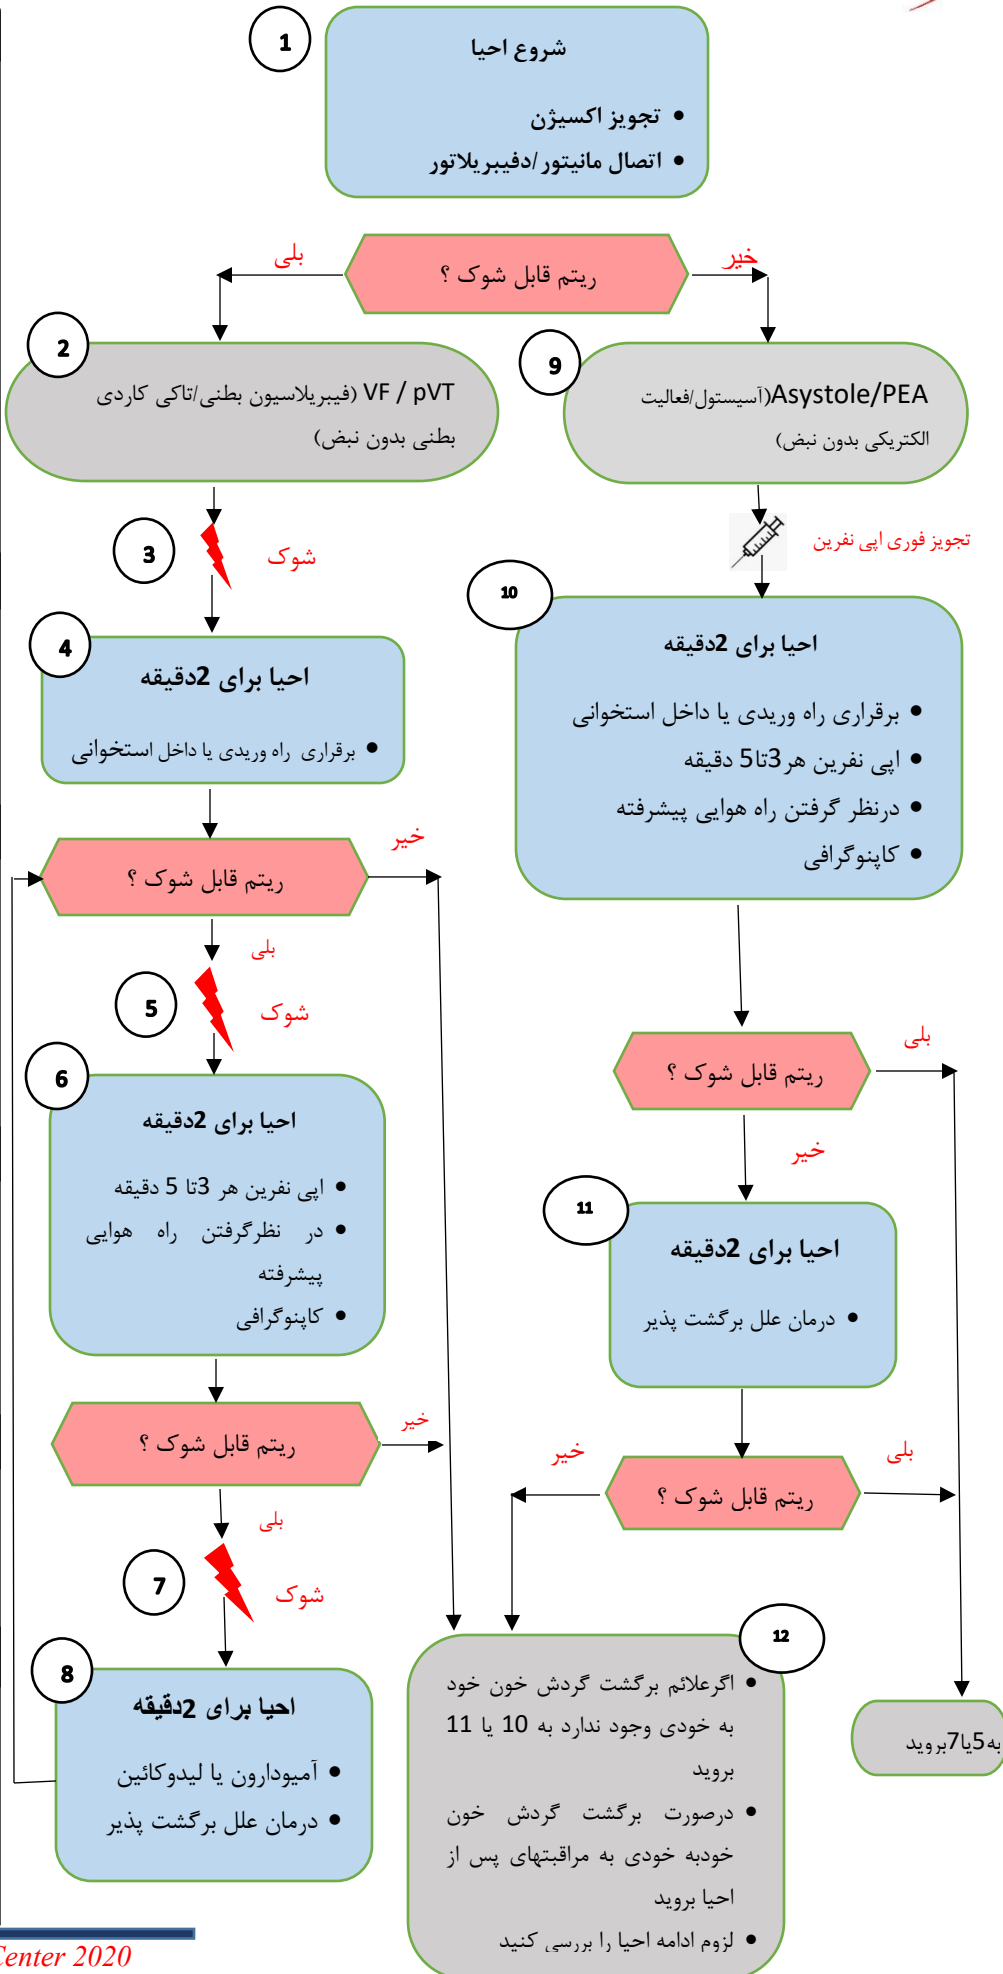 1
شروع احیا
• تجویز اکسیژن
• اتصال مانیتور/دفیبریلاتور
ریتم قابل شوک ؟
بلی
خیر
2
VF / pVT (فیبریلاسیون بطنی/تاکی کاردی
بطنی بدون نبض)
9
Asystole/PEA(آسیستول/فعالیت
الکتریکی بدون نبض)
3
شوک
تجویز فوری اپی نفرین
4
احیا برای 2دقیقه
• برقراری راه وریدی یا داخل استخوانی
10
احیا برای 2دقیقه
• برقراری راه وریدی یا داخل استخوانی
• اپی نفرین هر3تا5 دقیقه
• درنظر گرفتن راه هوایی پیشرفته
• کاپنوگرافی
ریتم قابل شوک ؟
خیر
بلی
5
شوک
6
احیا برای 2دقیقه
• اپی نفرین هر 3تا 5 دقیقه
• در نظرگرفتن راه هوایی
پیشرفته
• کاپنوگرافی
ریتم قابل شوک ؟
بلی
خیر
11
احیا برای 2دقیقه
• درمان علل برگشت پذیر
ریتم قابل شوک ؟
خیر
بلی
7
شوک
ریتم قابل شوک ؟
خیر
بلی
8
احیا برای 2دقیقه
• آمیودارون یا لیدوکائین
• درمان علل برگشت پذیر
12
• اگرعلائم برگشت گردش خون خود
به خودی وجود ندارد به 10 یا 11
بروید
• درصورت برگشت گردش خون
خودبه خودی به مراقبتهای پس از
احیا بروید
• لزوم ادامه احیا را بررسی کنید
به5یا7بروید
Center 2020